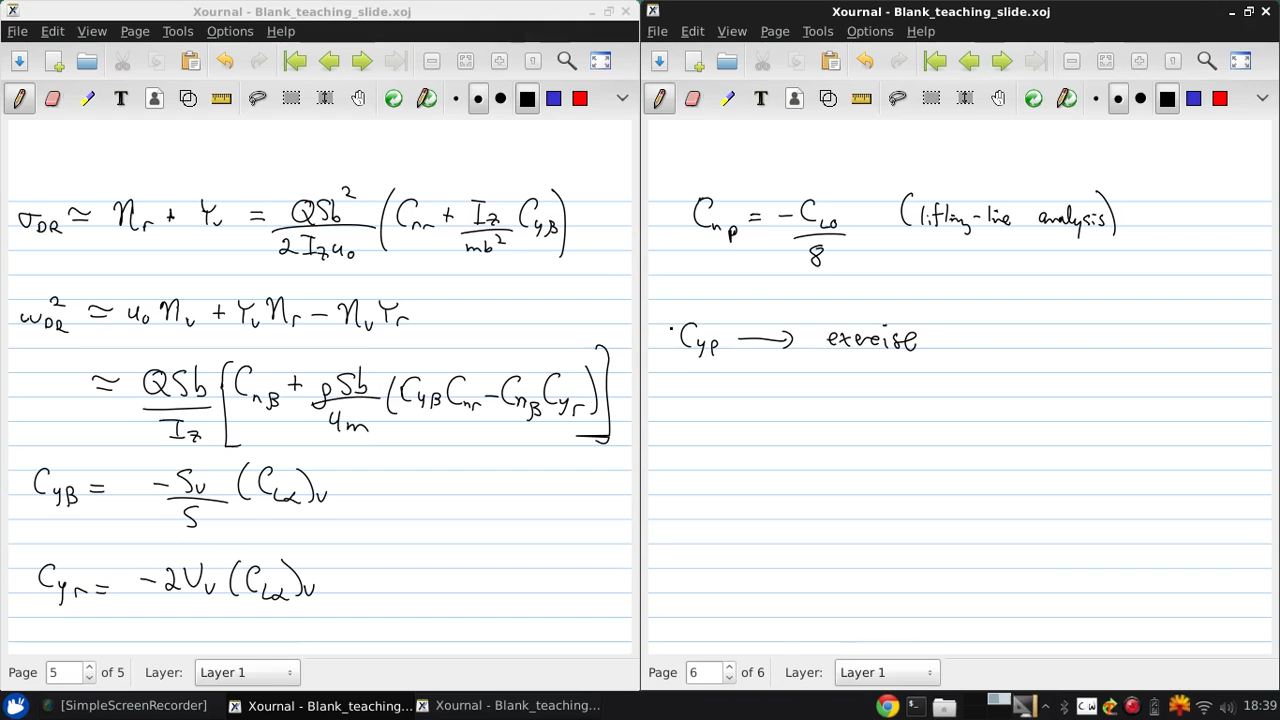 Xournal - Blank_teaching_slide.xoj
File Edit View Page Tools Options Help
σ_DR ≃ N_r + Y_v = QSb²/(2I_z u_0) (C_nr + I_z/(mb²) C_yβ)
ω_DR² ≃ u_0 N_v + Y_v N_r − N_v Y_r
≃ QSb/I_z [C_nβ + ρSb/(4m) (C_yβ C_nr − C_nβ C_yr)]
C_yβ = −S_v/S (C_Lα)_v
C_yr = −2V_v (C_Lα)_v
Page 5 of 5 Layer: Layer 1
Xournal - Blank_teaching_slide.xoj
File Edit View Page Tools Options Help
C_np = −C_L0/8 (lifting-line analysis)
C_yp ⟶ exercise
Page 6 of 6 Layer: Layer 1
[SimpleScreenRecorder] Xournal - Blank_teaching_... Xournal - Blank_teaching_... CW 18:39